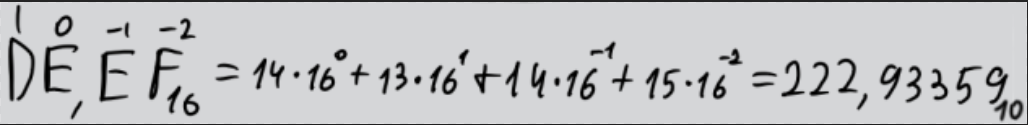 1 0 -1 -2
DE,EF₁₆ = 14·16⁰+13·16¹+14·16⁻¹+15·16⁻²=222,93359₁₀